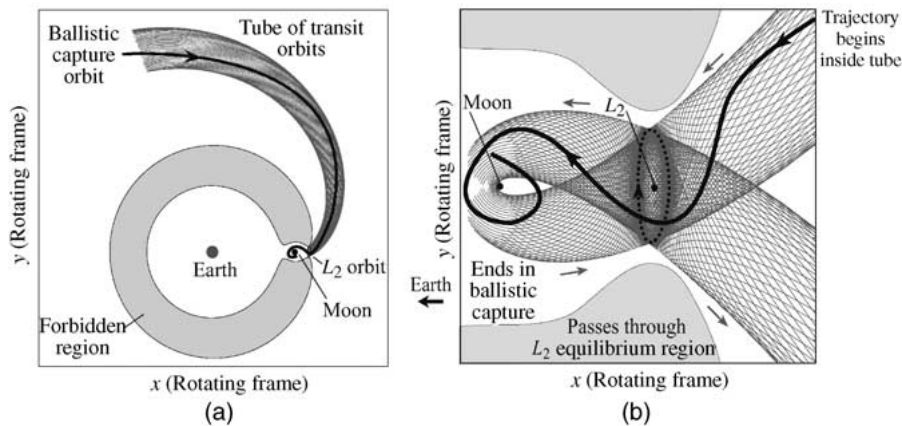 Ballistic
capture
orbit
Tube of transit
orbits
Earth
L2 orbit
Moon
Forbidden
region
y (Rotating frame)
x (Rotating frame)
(a)
Trajectory
begins
inside tube
Moon
L2
Ends in
ballistic
capture
Earth
Passes through
L2 equilibrium region
y (Rotating frame)
x (Rotating frame)
(b)